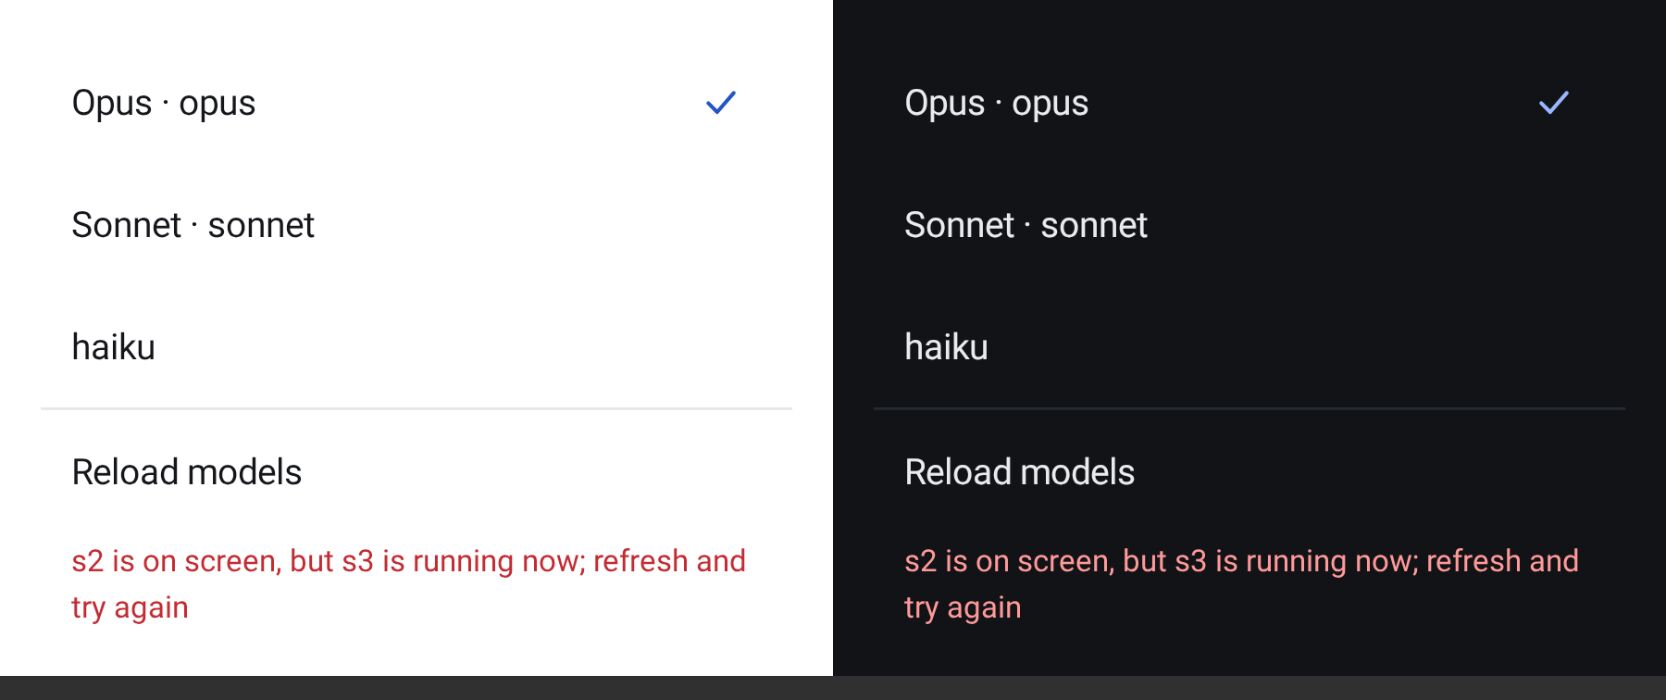 Opus · opus
Sonnet · sonnet
haiku
Reload models
s2 is on screen, but s3 is running now; refresh and
try again
Opus · opus
Sonnet · sonnet
haiku
Reload models
s2 is on screen, but s3 is running now; refresh and
try again